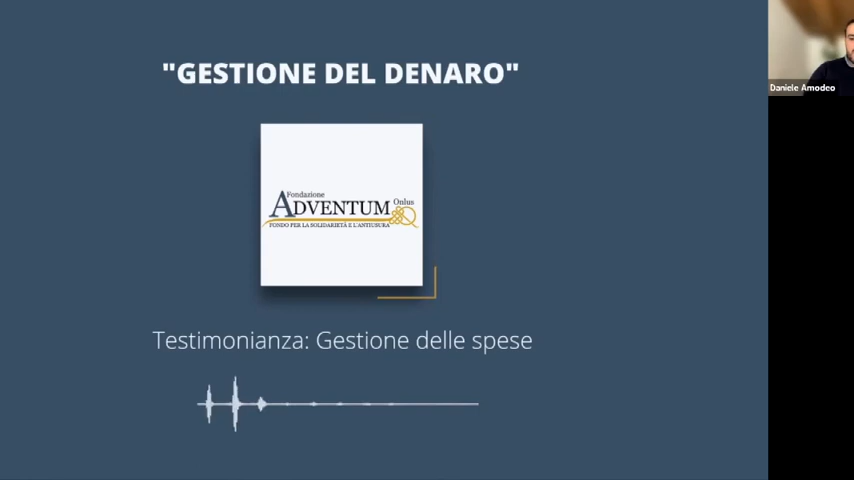 "GESTIONE DEL DENARO"
Fondazione
ADVENTUM Onlus
FONDO PER LA SOLIDARIETÀ E L'ANTIUSURA
Testimonianza: Gestione delle spese
Daniele Amodeo